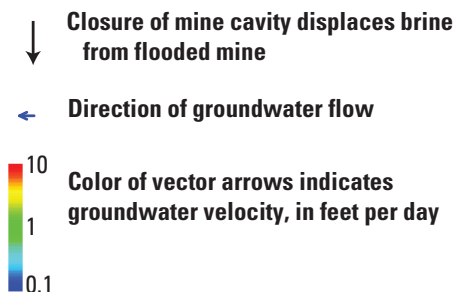 Closure of mine cavity displaces brine
from flooded mine
Direction of groundwater flow
10
Color of vector arrows indicates
groundwater velocity, in feet per day
1
0.1